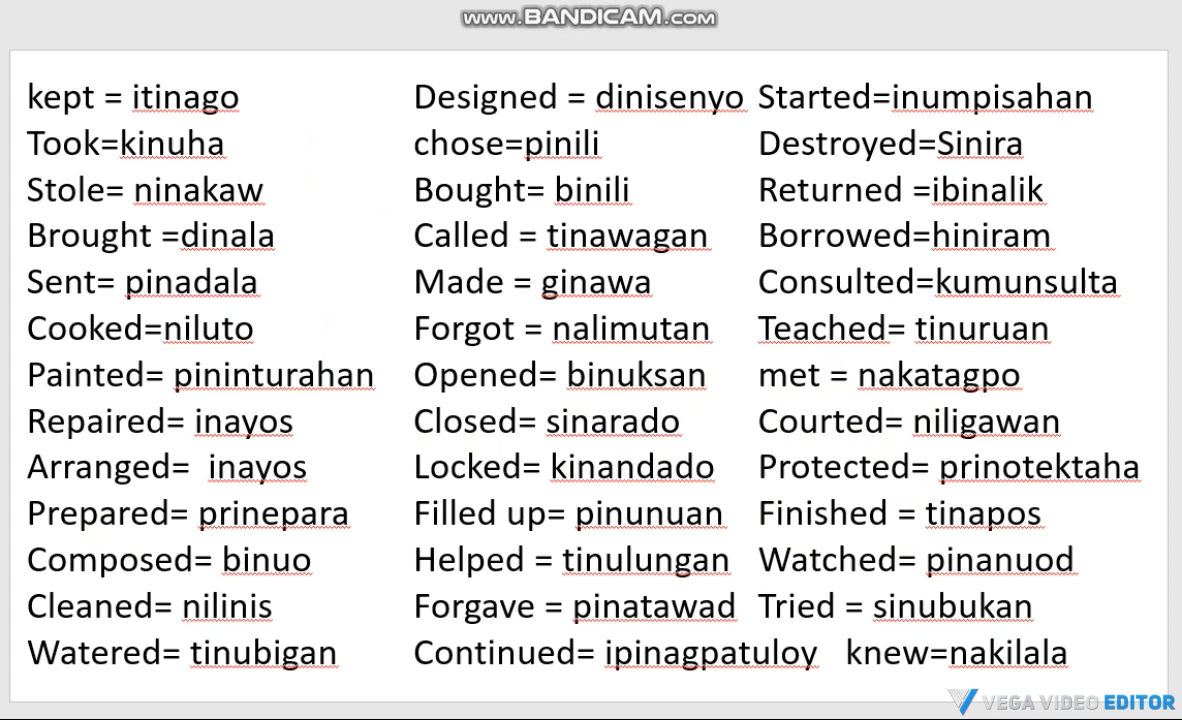 www.BANDICAM.com
kept = itinago
Took=kinuha
Stole= ninakaw
Brought =dinala
Sent= pinadala
Cooked=niluto
Painted= pininturahan
Repaired= inayos
Arranged=  inayos
Prepared= prinepara
Composed= binuo
Cleaned= nilinis
Watered= tinubigan
Designed = dinisenyo
chose=pinili
Bought= binili
Called = tinawagan
Made = ginawa
Forgot = nalimutan
Opened= binuksan
Closed= sinarado
Locked= kinandado
Filled up= pinunuan
Helped = tinulungan
Forgave = pinatawad
Continued= ipinagpatuloy
Started=inumpisahan
Destroyed=Sinira
Returned =ibinalik
Borrowed=hiniram
Consulted=kumunsulta
Teached= tinuruan
met = nakatagpo
Courted= niligawan
Protected= prinotektaha
Finished = tinapos
Watched= pinanuod
Tried = sinubukan
knew=nakilala
VEGA VIDEO EDITOR